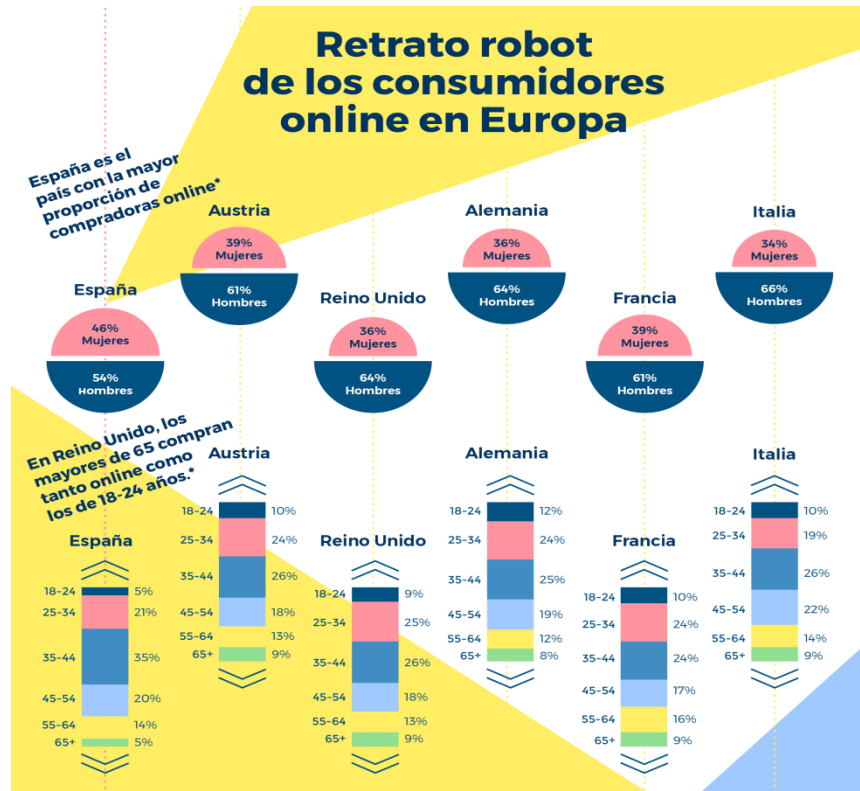 Retrato robot
de los consumidores
online en Europa
España es el
país con la mayor
proporción de
compradoras online*
Austria
39%
Mujeres
61%
Hombres
Alemania
36%
Mujeres
64%
Hombres
Italia
34%
Mujeres
66%
Hombres
España
46%
Mujeres
54%
Hombres
Reino Unido
36%
Mujeres
64%
Hombres
Francia
39%
Mujeres
61%
Hombres
En Reino Unido, los
mayores de 65 compran
tanto online como
los de 18-24 años.*
Austria
18-24 10%
25-34 24%
35-44 26%
45-54 18%
55-64 13%
65+ 9%
Alemania
18-24 12%
25-34 24%
35-44 25%
45-54 19%
55-64 12%
65+ 8%
Italia
18-24 10%
25-34 19%
35-44 26%
45-54 22%
55-64 14%
65+ 9%
España
18-24 5%
25-34 21%
35-44 35%
45-54 20%
55-64 14%
65+ 5%
Reino Unido
18-24 9%
25-34 25%
35-44 26%
45-54 18%
55-64 13%
65+ 9%
Francia
18-24 10%
25-34 24%
35-44 24%
45-54 17%
55-64 16%
65+ 9%